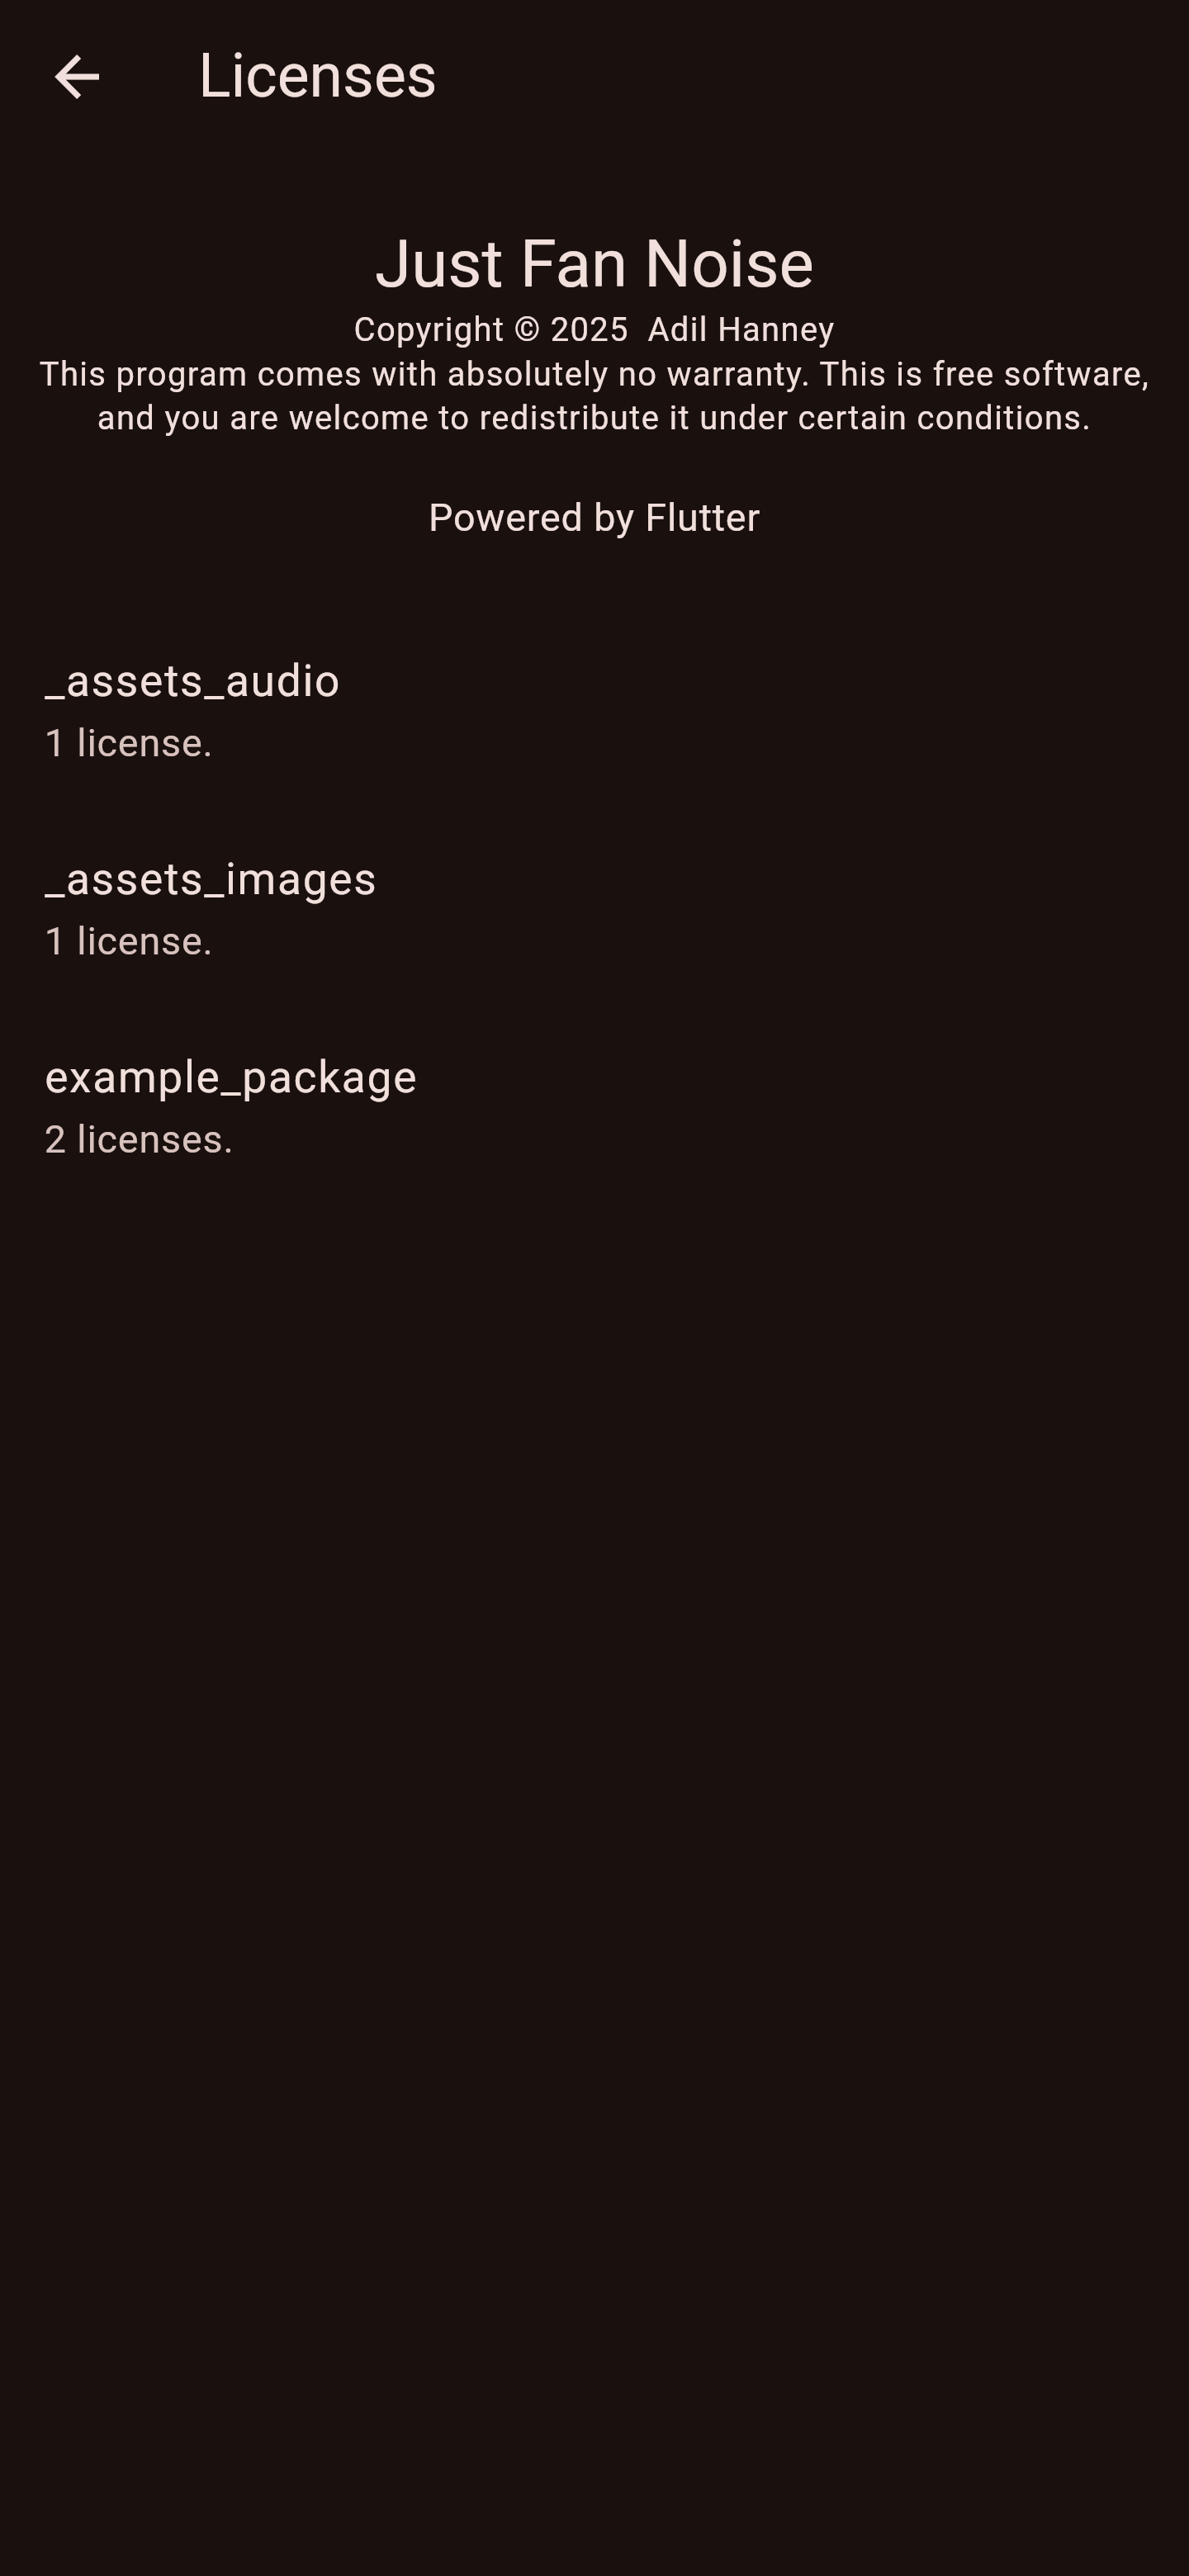 Licenses
Just Fan Noise
Copyright © 2025  Adil Hanney
This program comes with absolutely no warranty. This is free software,
and you are welcome to redistribute it under certain conditions.
Powered by Flutter
_assets_audio
1 license.
_assets_images
1 license.
example_package
2 licenses.